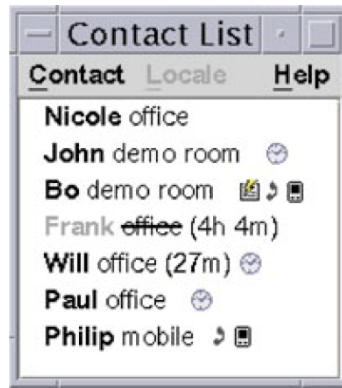 Contact List
Contact Locale Help
Nicole office
John demo room
Bo demo room
Frank office (4h 4m)
Will office (27m)
Paul office
Philip mobile